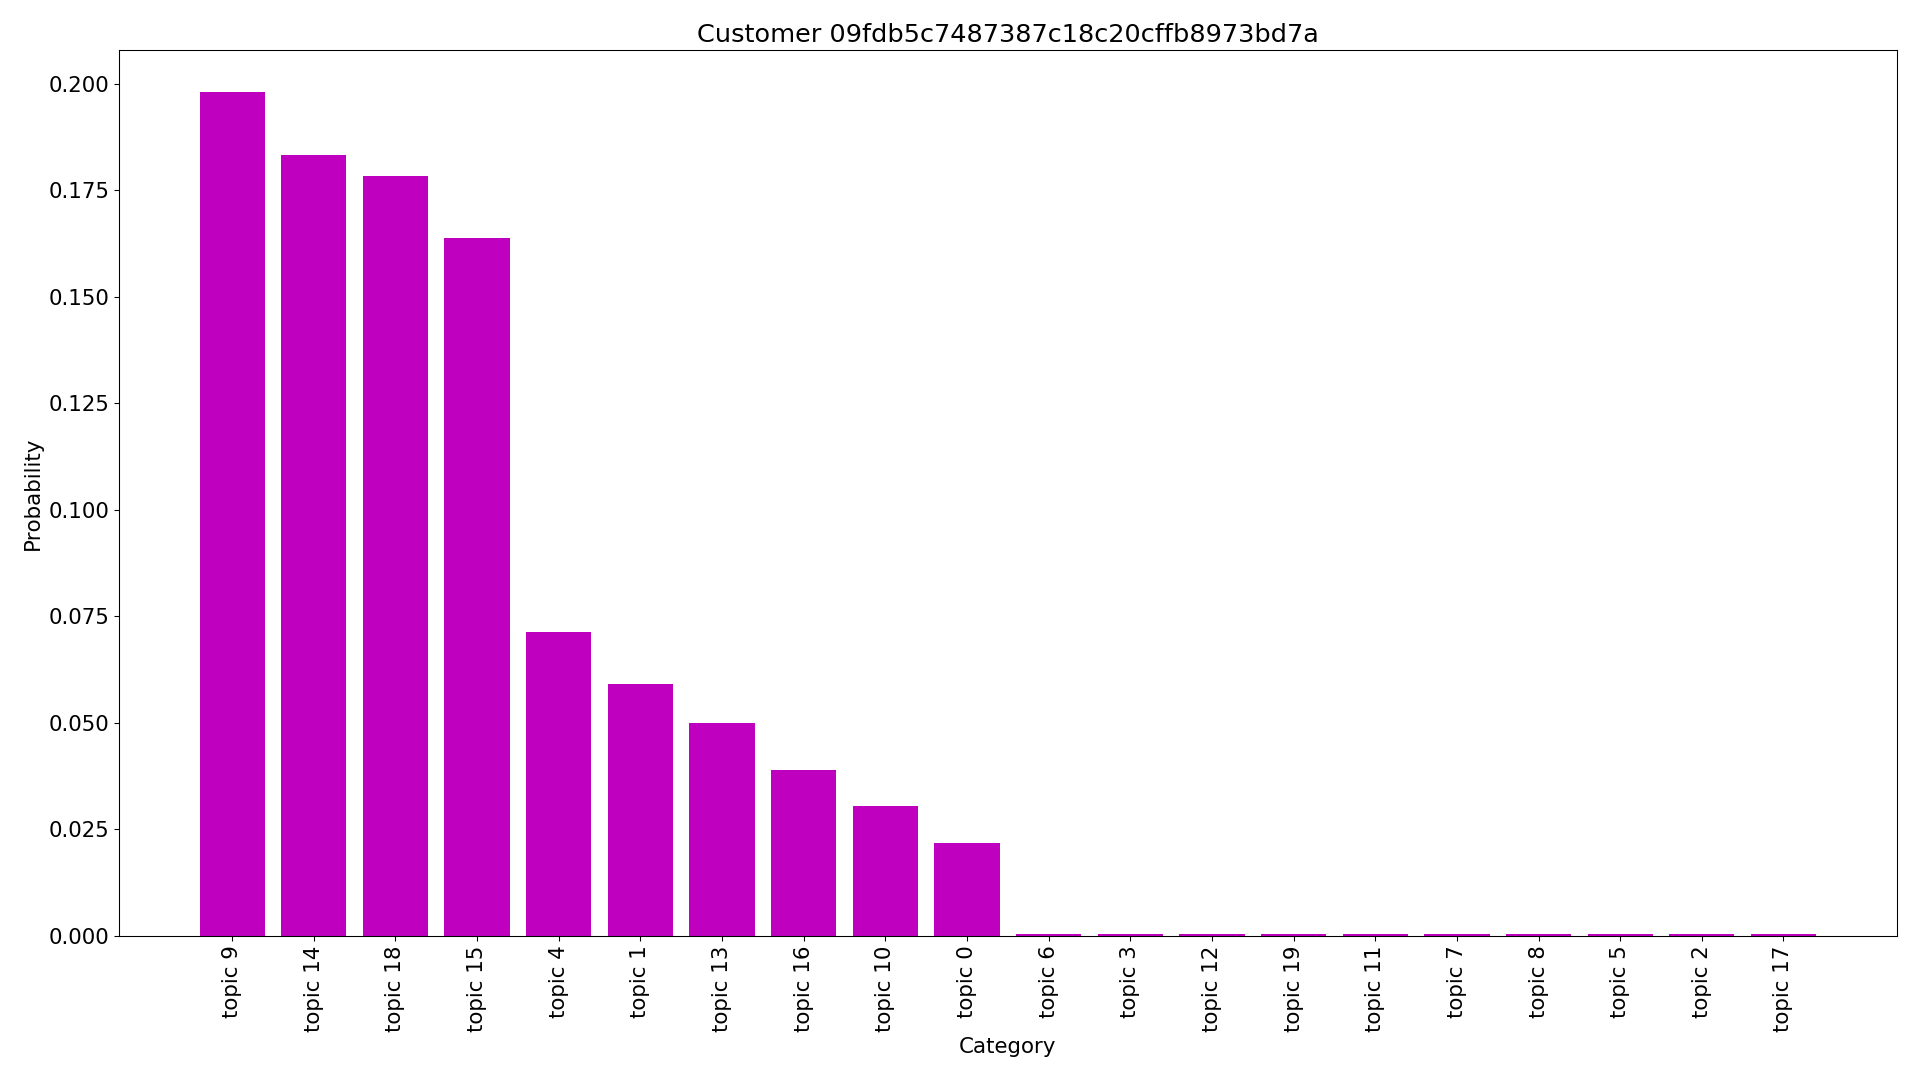 Customer 09fdb5c7487387c18c20cffb8973bd7a
Probability
0.200
0.175
0.150
0.125
0.100
0.075
0.050
0.025
0.000
topic 9
topic 14
topic 18
topic 15
topic 4
topic 1
topic 13
topic 16
topic 10
topic 0
topic 6
topic 3
topic 12
topic 19
topic 11
topic 7
topic 8
topic 5
topic 2
topic 17
Category